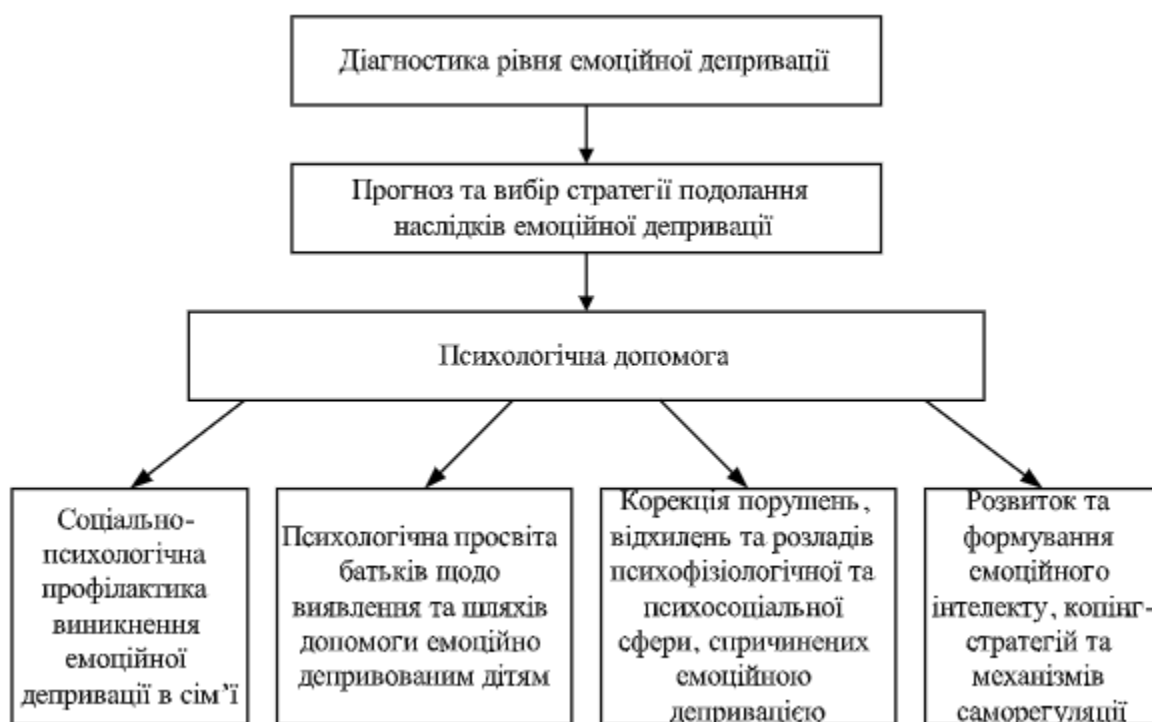 Діагностика рівня емоційної депривації
Прогноз та вибір стратегії подолання
наслідків емоційної депривації
Психологічна допомога
Соціально-
психологічна
профілактика
виникнення
емоційної
депривації в сім’ї
Психологічна просвіта
батьків щодо
виявлення та шляхів
допомоги емоційно
депривованим дітям
Корекція порушень,
відхилень та розладів
психофізіологічної та
психосоціальної
сфери, спричинених
емоційною
депривацією
Розвиток та
формування
емоційного
інтелекту, копінг-
стратегій та
механізмів
саморегуляції